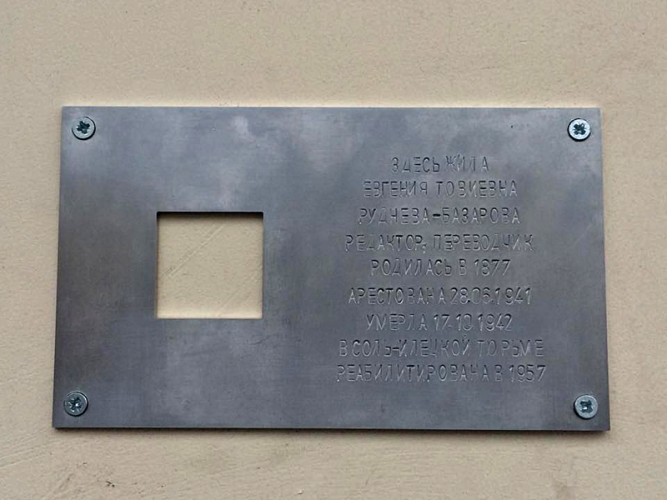 ЗДЕСЬ ЖИЛА
ЕВГЕНИЯ ТОВИЕВНА
РУДНЕВА-БАЗАРОВА
РЕДАКТОР, ПЕРЕВОДЧИК
РОДИЛАСЬ В 1877
АРЕСТОВАНА 28.06.1941
УМЕРЛА 17.10.1942
В СОЛЬ-ИЛЕЦКОЙ ТЮРЬМЕ
РЕАБИЛИТИРОВАНА В 1957